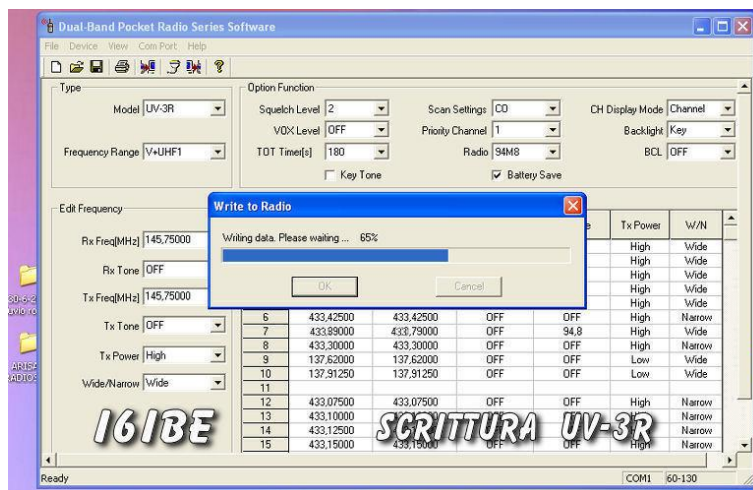 Dual-Band Pocket Radio Series Software
File Device View Com Port Help
Type
Model UV-3R
Frequency Range V+UHF1
Option Function
Squelch Level 2 Scan Settings CO CH Display Mode Channel
VOX Level OFF Priority Channel 1 Backlight Key
TOT Timer[s] 180 Radio 94M8 BCL OFF
Key Tone Battery Save
Edit Frequency
Rx Freq[MHz] 145,75000
Rx Tone OFF
Tx Freq[MHz] 145,75000
Tx Tone OFF
Tx Power High
Wide/Narrow Wide
Write to Radio
Writing data. Please waiting ... 65%
OK Cancel
Tx Power W/N
High Wide
High Wide
High Wide
High Wide
High Wide
6 433,42500 433,42500 OFF OFF High Narrow
7 433,89000 433,79000 OFF 94,8 High Wide
8 433,30000 433,30000 OFF OFF High Narrow
9 137,62000 137,62000 OFF OFF Low Wide
10 137,91250 137,91250 OFF OFF Low Wide
11
12 433,07500 433,07500 OFF OFF High Narrow
13 433,10000 OFF OFF High Narrow
14 433,12500 Narrow
15 433,15000 433,15000 OFF OFF High Narrow
I6IBE SCRITTURA UV-3R
Ready COM1 60-130